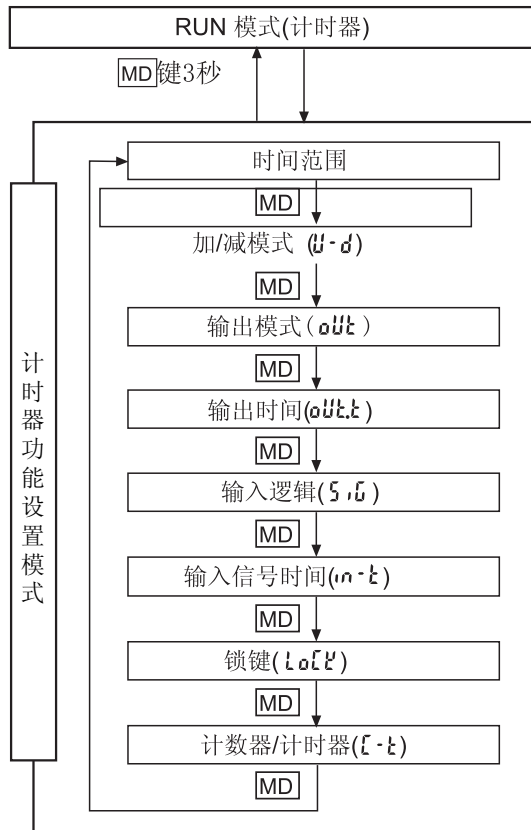 RUN 模式(计时器)
MD键3秒
时间范围
MD
加/减模式 (U-d)
MD
输出模式(oUt)
MD
输出时间(oUt.t)
MD
输入逻辑(SiG)
MD
输入信号时间(in-t)
MD
锁键(LoCK)
MD
计数器/计时器(C-t)
MD
计时器功能设置模式